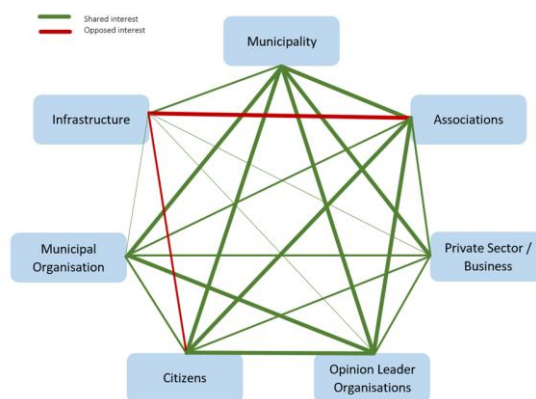 Shared interest
Opposed interest
Municipality
Infrastructure
Associations
Municipal
Organisation
Private Sector /
Business
Citizens
Opinion Leader
Organisations